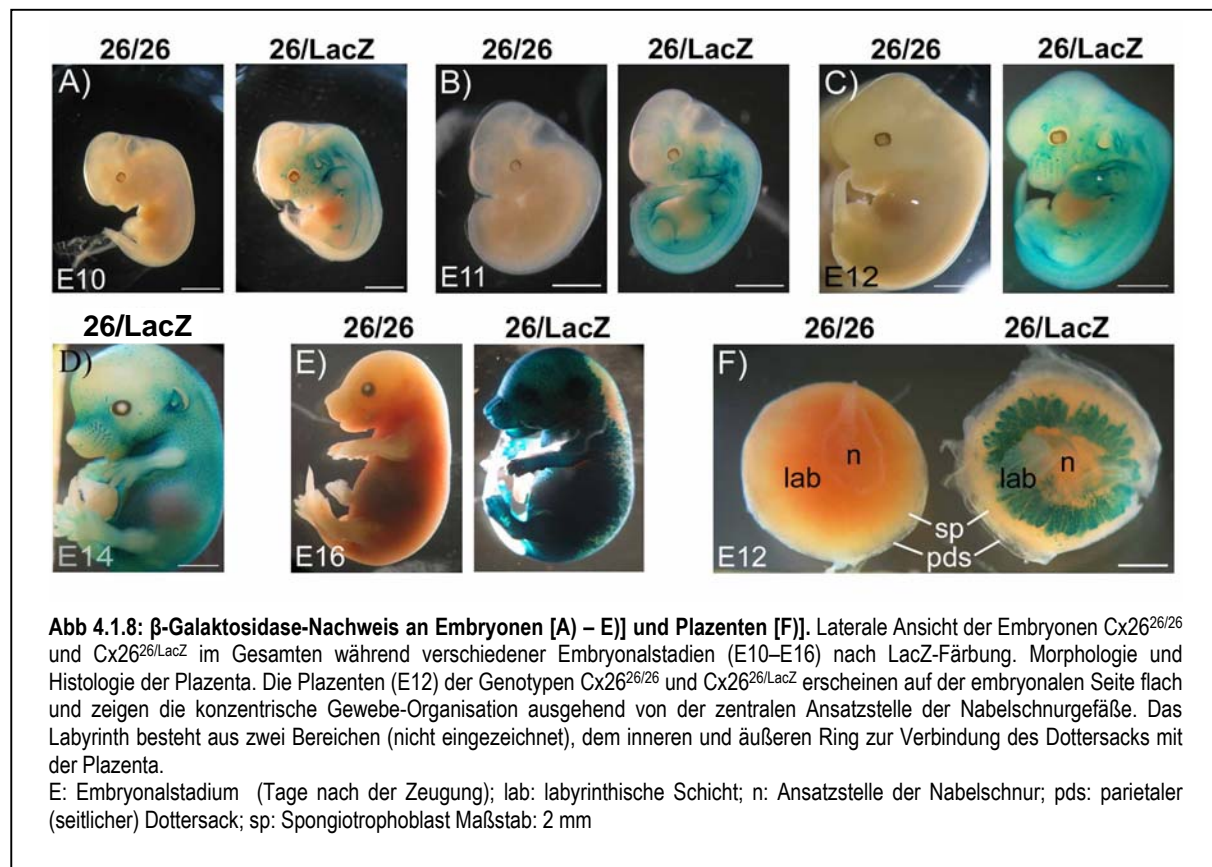 26/26 26/LacZ 26/26 26/LacZ 26/26 26/LacZ
A) B) C)
E10 E11 E12
26/LacZ 26/26 26/LacZ 26/26 26/LacZ
D) E) F)
n n
lab lab
sp
pds
E14 E16 E12
Abb 4.1.8: β-Galaktosidase-Nachweis an Embryonen [A) – E)] und Plazenten [F)]. Laterale Ansicht der Embryonen Cx26^26/26
und Cx26^26/LacZ im Gesamten während verschiedener Embryonalstadien (E10–E16) nach LacZ-Färbung. Morphologie und
Histologie der Plazenta. Die Plazenten (E12) der Genotypen Cx26^26/26 und Cx26^26/LacZ erscheinen auf der embryonalen Seite flach
und zeigen die konzentrische Gewebe-Organisation ausgehend von der zentralen Ansatzstelle der Nabelschnurgefäße. Das
Labyrinth besteht aus zwei Bereichen (nicht eingezeichnet), dem inneren und äußeren Ring zur Verbindung des Dottersacks mit
der Plazenta.
E: Embryonalstadium (Tage nach der Zeugung); lab: labyrinthische Schicht; n: Ansatzstelle der Nabelschnur; pds: parietaler
(seitlicher) Dottersack; sp: Spongiotrophoblast Maßstab: 2 mm